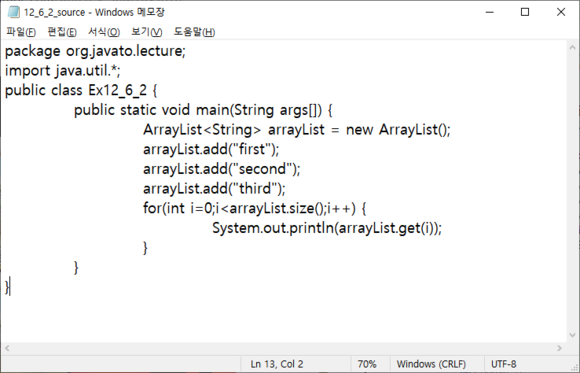 12_6_2_source - Windows 메모장
파일(F) 편집(E) 서식(O) 보기(V) 도움말(H)
package org.javato.lecture;
import java.util.*;
public class Ex12_6_2 {
public static void main(String args[]) {
ArrayList<String> arrayList = new ArrayList();
arrayList.add("first");
arrayList.add("second");
arrayList.add("third");
for(int i=0;i<arrayList.size();i++) {
System.out.println(arrayList.get(i));
}
}
}
Ln 13, Col 2 70% Windows (CRLF) UTF-8